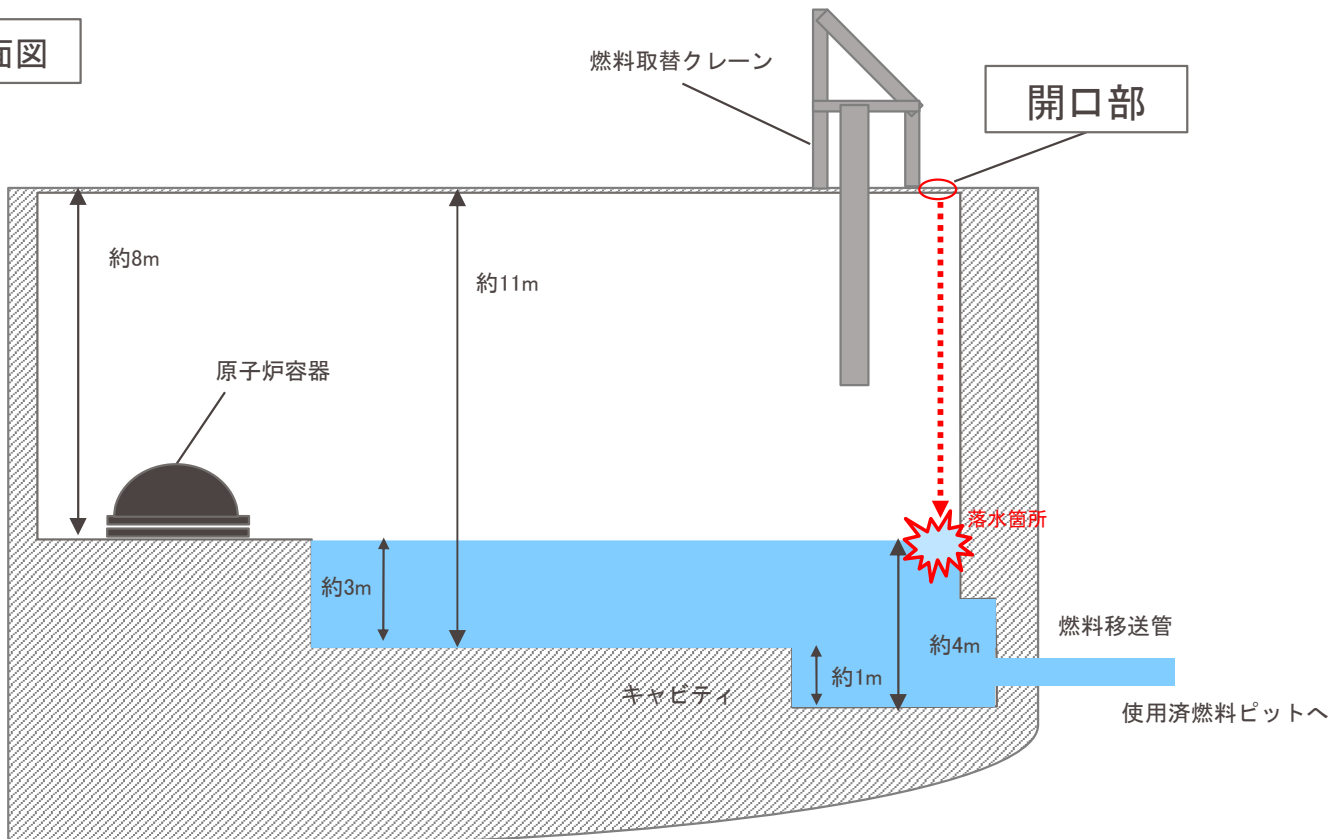 面図
燃料取替クレーン
開口部
約8m
約11m
原子炉容器
落水箇所
約3m
燃料移送管
約4m
約1m
キャビティ
使用済燃料ピットへ